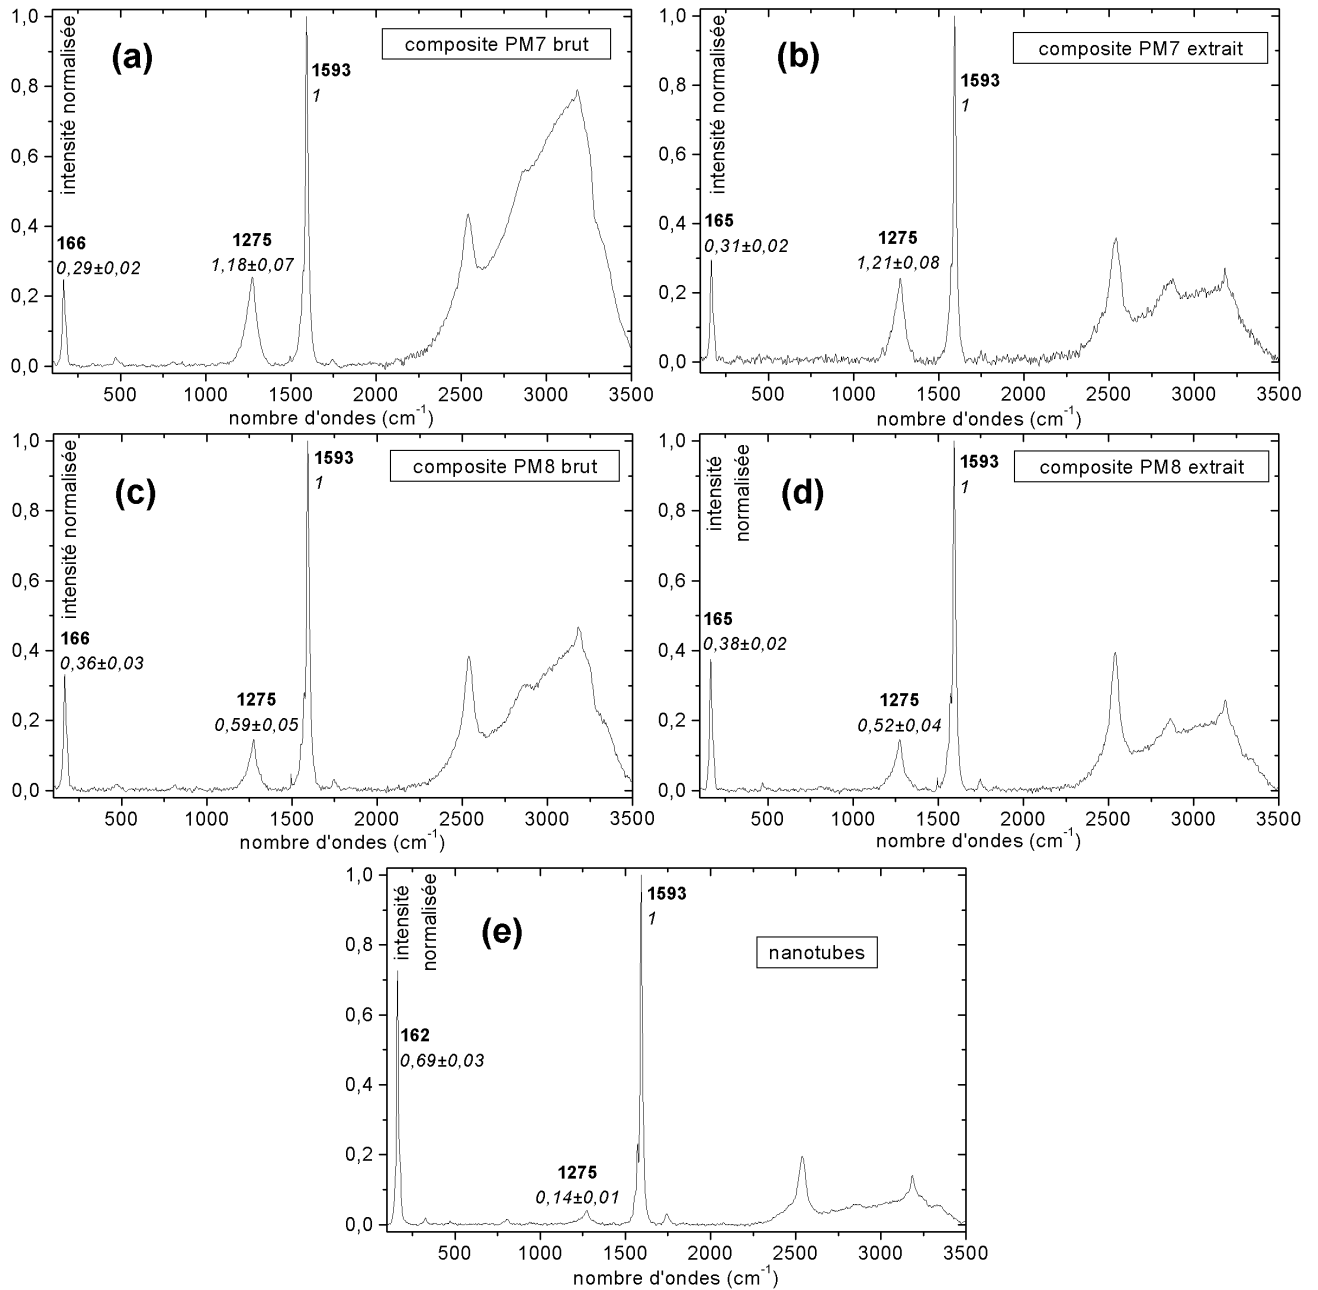 (a)
composite PM7 brut
intensité normalisée
1,0
0,8
0,6
0,4
0,2
0,0
1593
1
166
0,29±0,02
1275
1,18±0,07
500 1000 1500 2000 2500 3000 3500
nombre d'ondes (cm-1)
(b)
composite PM7 extrait
intensité normalisée
1,0
0,8
0,6
0,4
0,2
0,0
1593
1
165
0,31±0,02
1275
1,21±0,08
500 1000 1500 2000 2500 3000 3500
nombre d'ondes (cm-1)
(c)
composite PM8 brut
intensité normalisée
1,0
0,8
0,6
0,4
0,2
0,0
1593
1
166
0,36±0,03
1275
0,59±0,05
500 1000 1500 2000 2500 3000 3500
nombre d'ondes (cm-1)
(d)
composite PM8 extrait
intensité
normalisée
1,0
0,8
0,6
0,4
0,2
0,0
1593
1
165
0,38±0,02
1275
0,52±0,04
500 1000 1500 2000 2500 3000 3500
nombre d'ondes (cm-1)
(e)
nanotubes
intensité
normalisée
1,0
0,8
0,6
0,4
0,2
0,0
1593
1
162
0,69±0,03
1275
0,14±0,01
500 1000 1500 2000 2500 3000 3500
nombre d'ondes (cm-1)